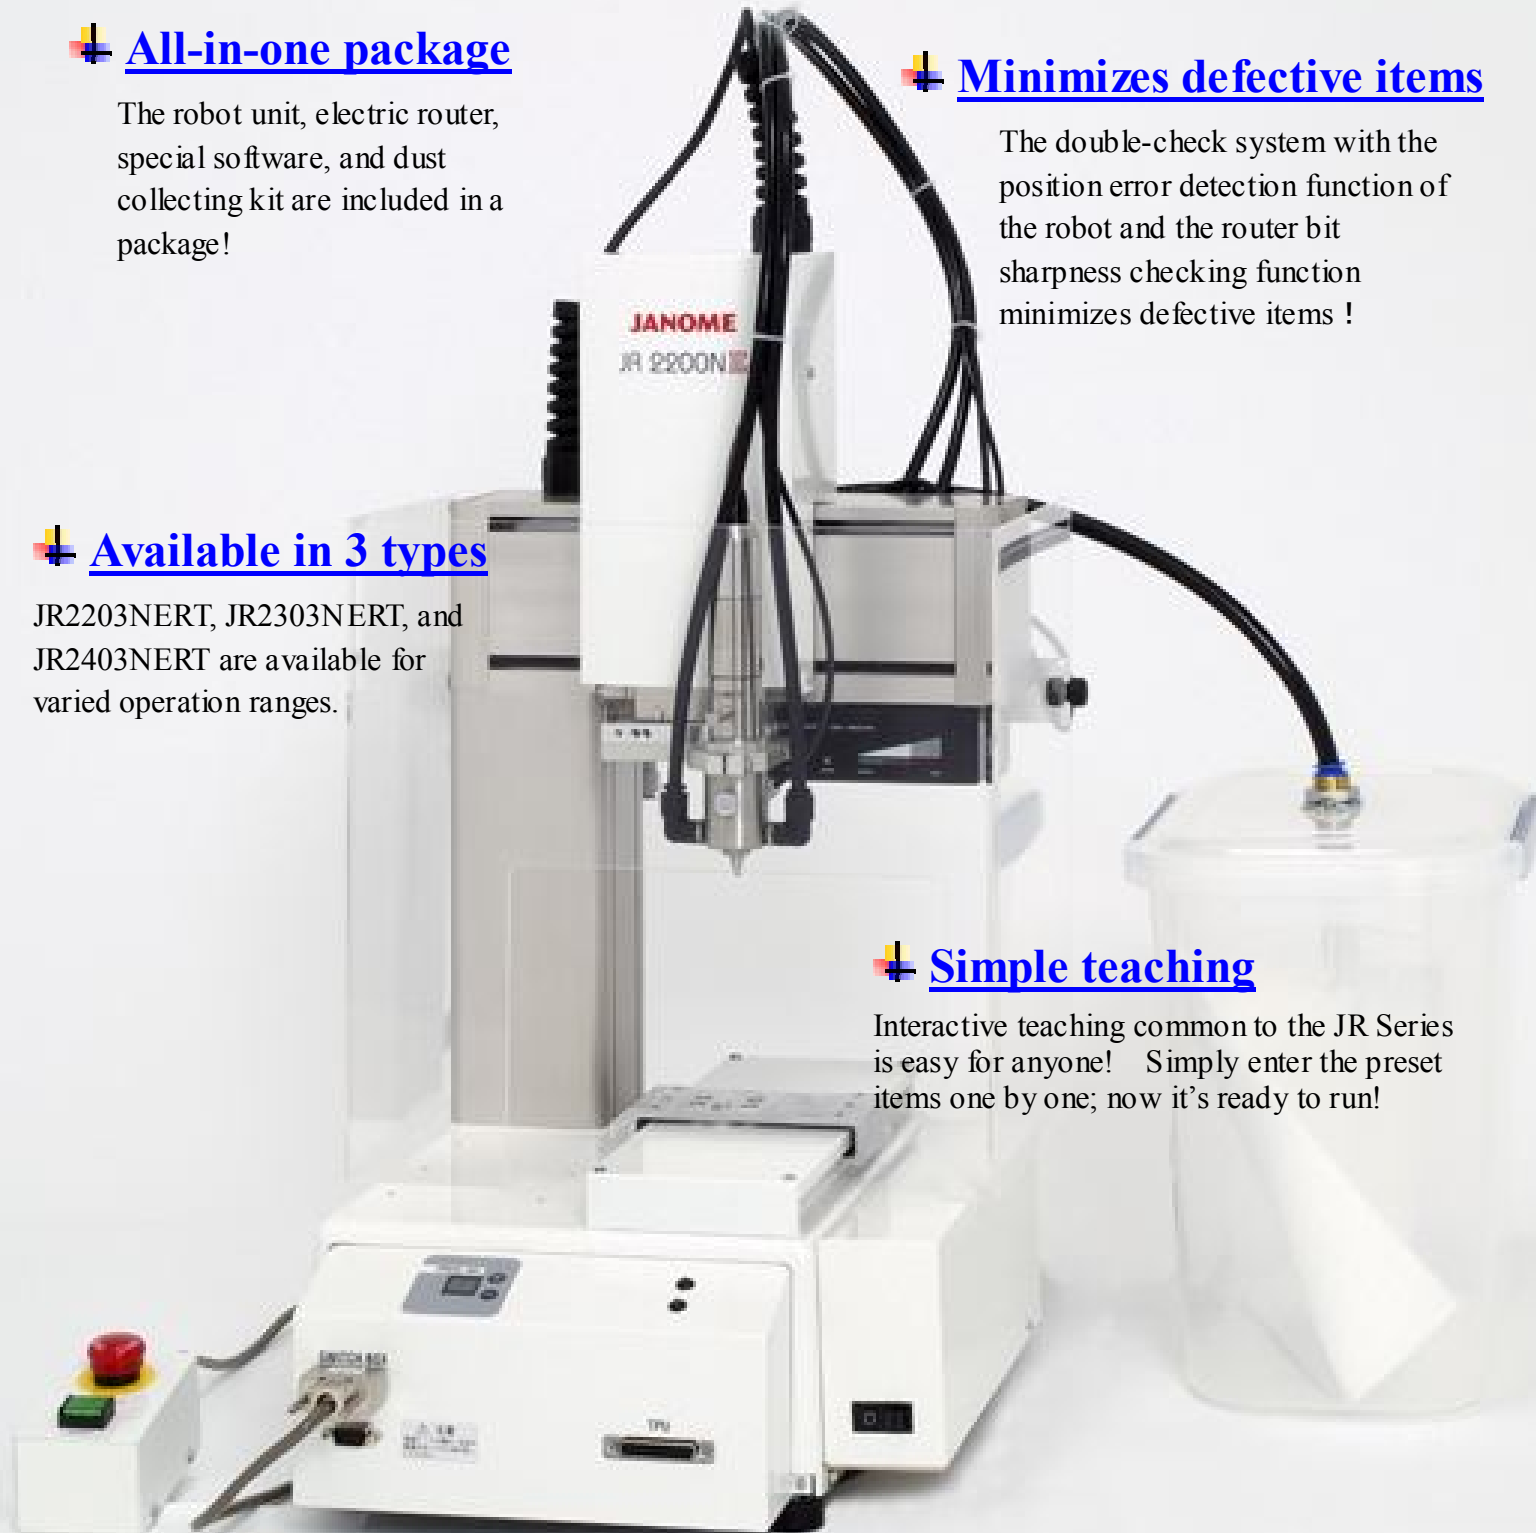 All-in-one package
The robot unit, electric router,
special software, and dust
collecting kit are included in a
package!
Minimizes defective items
The double-check system with the
position error detection function of
the robot and the router bit
sharpness checking function
minimizes defective items !
JANOME
JR 2200N
Available in 3 types
JR2203NERT, JR2303NERT, and
JR2403NERT are available for
varied operation ranges.
Simple teaching
Interactive teaching common to the JR Series
is easy for anyone! Simply enter the preset
items one by one; now it’s ready to run!
SWITCH BOX
TPU